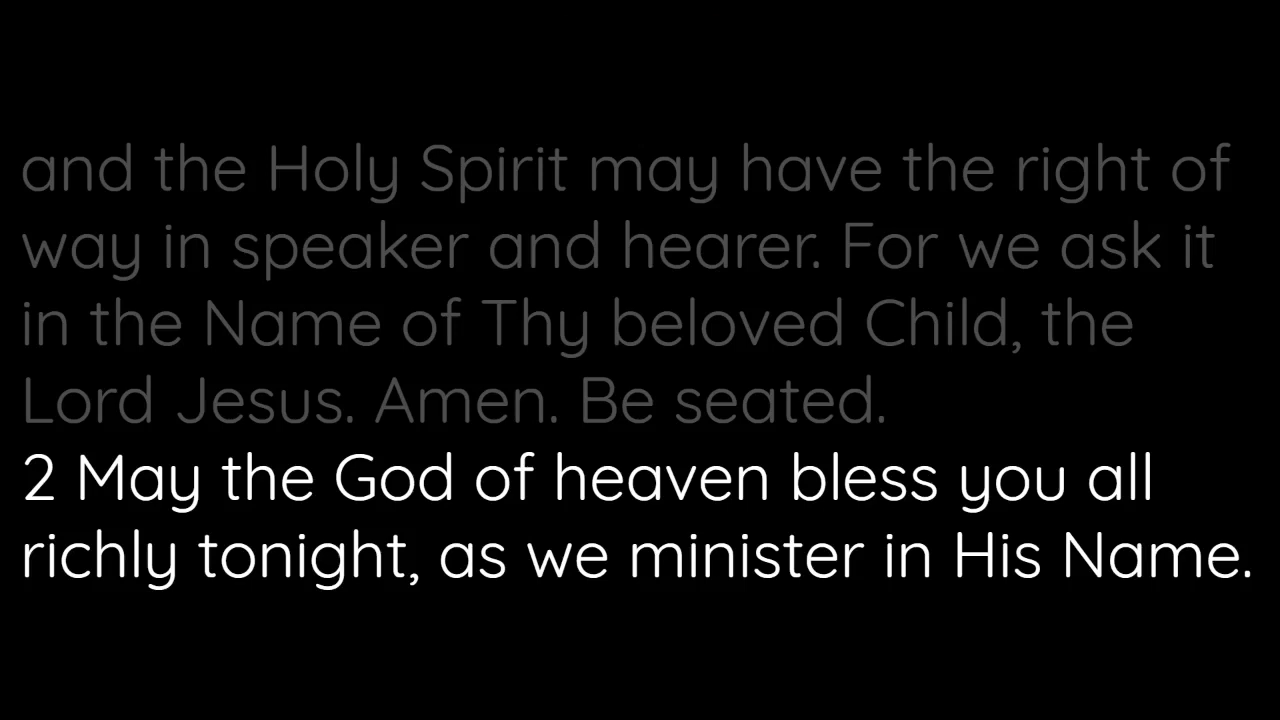 and the Holy Spirit may have the right of
way in speaker and hearer. For we ask it
in the Name of Thy beloved Child, the
Lord Jesus. Amen. Be seated.
2 May the God of heaven bless you all
richly tonight, as we minister in His Name.